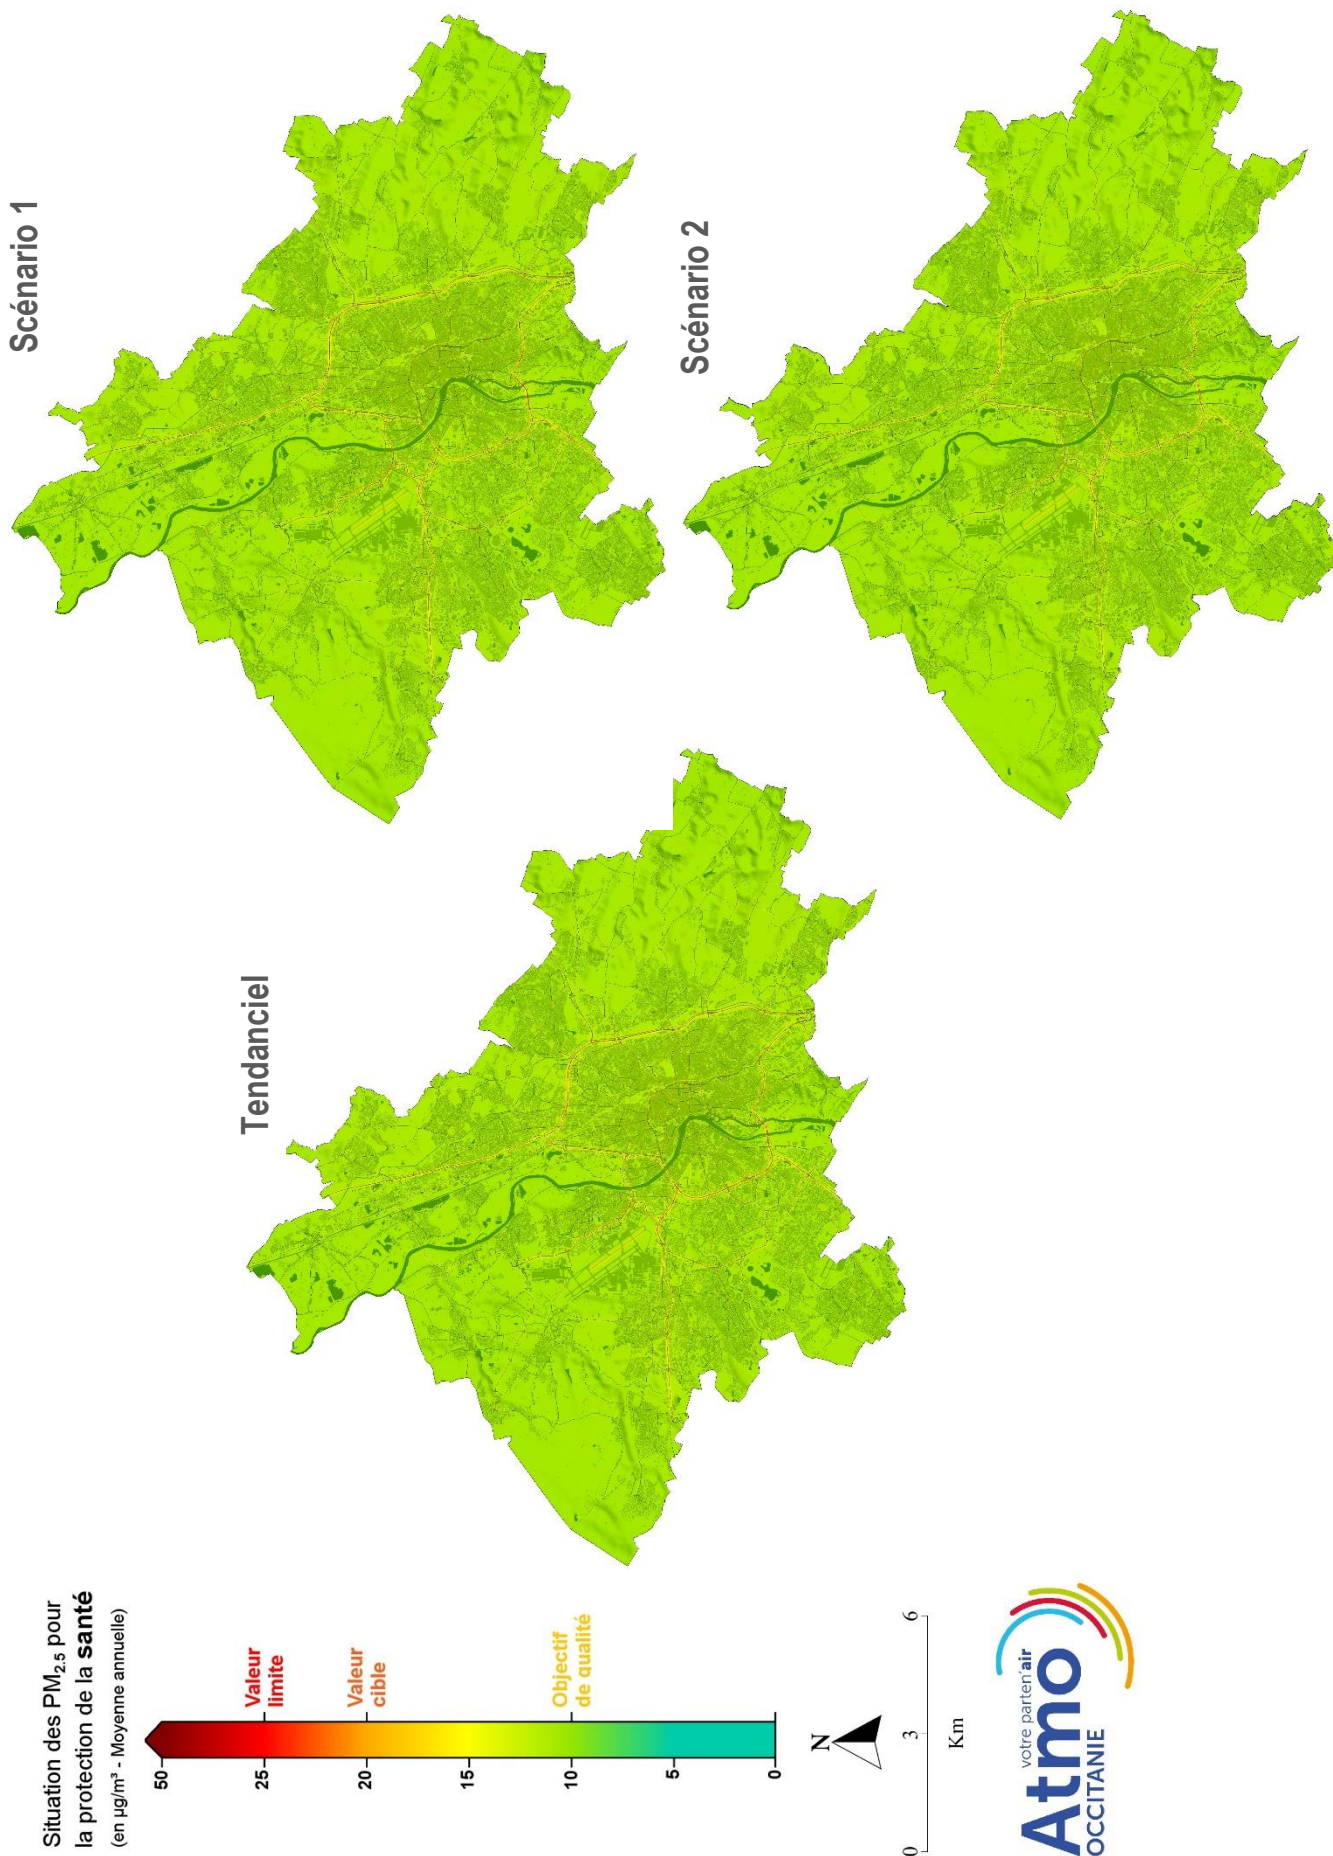 Scénario 1
Scénario 2
Tendanciel
Situation des PM₂.₅ pour
la protection de la santé
(en µg/m³ - Moyenne annuelle)
Valeur
limite
Valeur
cible
Objectif
de qualité
50
25
20
15
10
5
0
N
0 3 6
Km
Atmo
votre parten'air
OCCITANIE